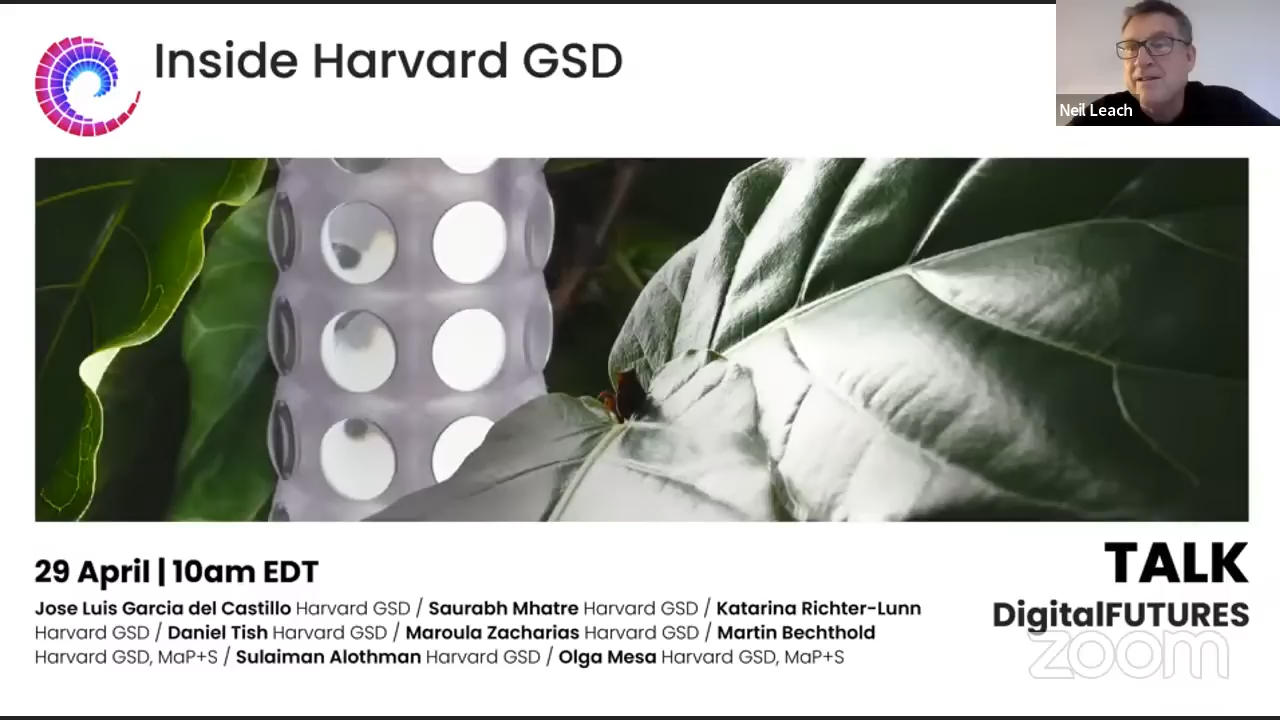 Inside Harvard GSD
Neil Leach
29 April | 10am EDT
Jose Luis Garcia del Castillo Harvard GSD / Saurabh Mhatre Harvard GSD / Katarina Richter-Lunn
Harvard GSD / Daniel Tish Harvard GSD / Maroula Zacharias Harvard GSD / Martin Bechthold
Harvard GSD, MaP+S / Sulaiman Alothman Harvard GSD / Olga Mesa Harvard GSD, MaP+S
TALK
DigitalFUTURES
zoom